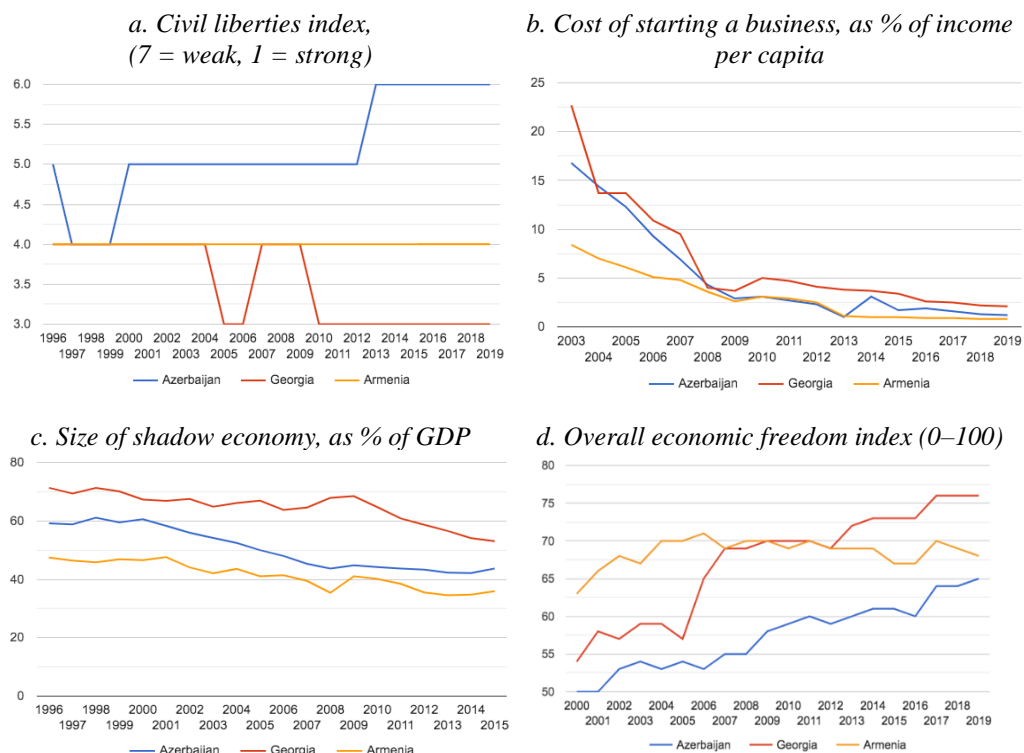 a. Civil liberties index,
(7 = weak, 1 = strong)
6.0
5.5
5.0
4.5
4.0
3.5
3.0
1996 1998 2000 2002 2004 2006 2008 2010 2012 2014 2016 2018
1997 1999 2001 2003 2005 2007 2009 2011 2013 2015 2017 2019
Azerbaijan Georgia Armenia
b. Cost of starting a business, as % of income
per capita
25
20
15
10
5
0
2003 2005 2007 2009 2011 2013 2015 2017 2019
2004 2006 2008 2010 2012 2014 2016 2018
Azerbaijan Georgia Armenia
c. Size of shadow economy, as % of GDP
80
60
40
20
0
1996 1998 2000 2002 2004 2006 2008 2010 2012 2014
1997 1999 2001 2003 2005 2007 2009 2011 2013 2015
Azerbaijan Georgia Armenia
d. Overall economic freedom index (0–100)
80
75
70
65
60
55
50
2000 2002 2004 2006 2008 2010 2012 2014 2016 2018
2001 2003 2005 2007 2009 2011 2013 2015 2017 2019
Azerbaijan Georgia Armenia